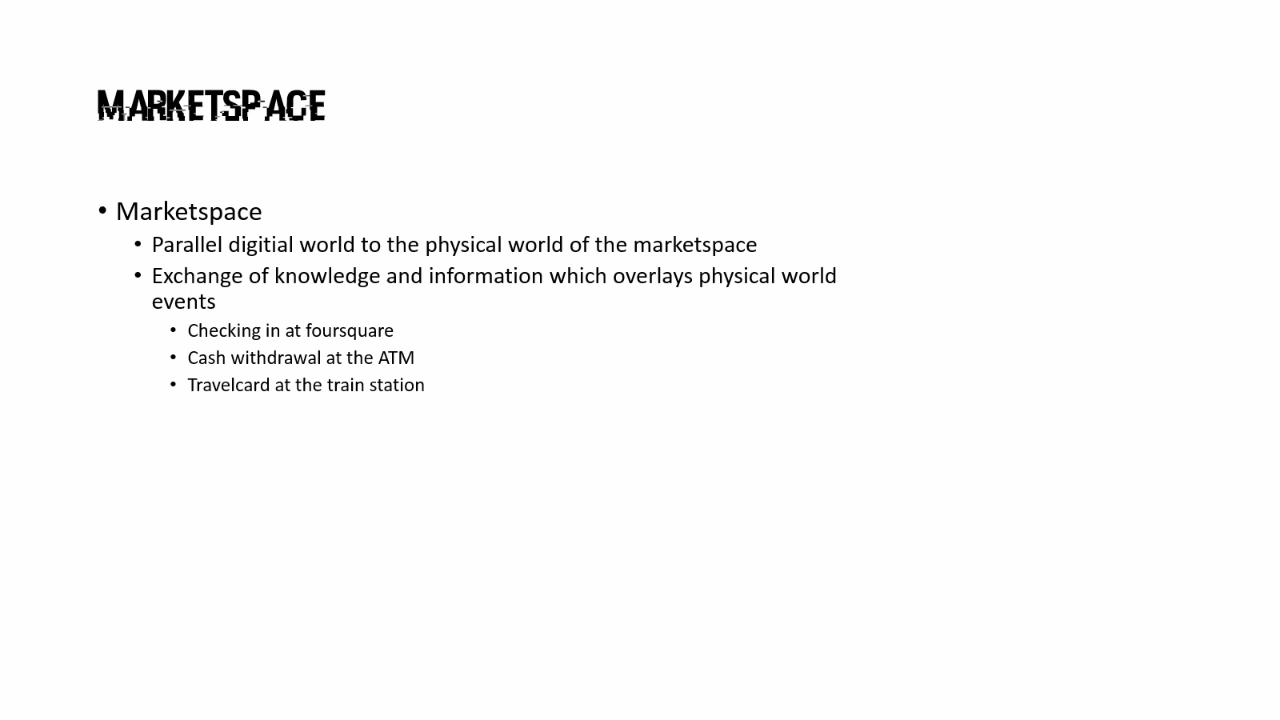 MARKETSPACE
• Marketspace
• Parallel digitial world to the physical world of the marketspace
• Exchange of knowledge and information which overlays physical world
events
• Checking in at foursquare
• Cash withdrawal at the ATM
• Travelcard at the train station